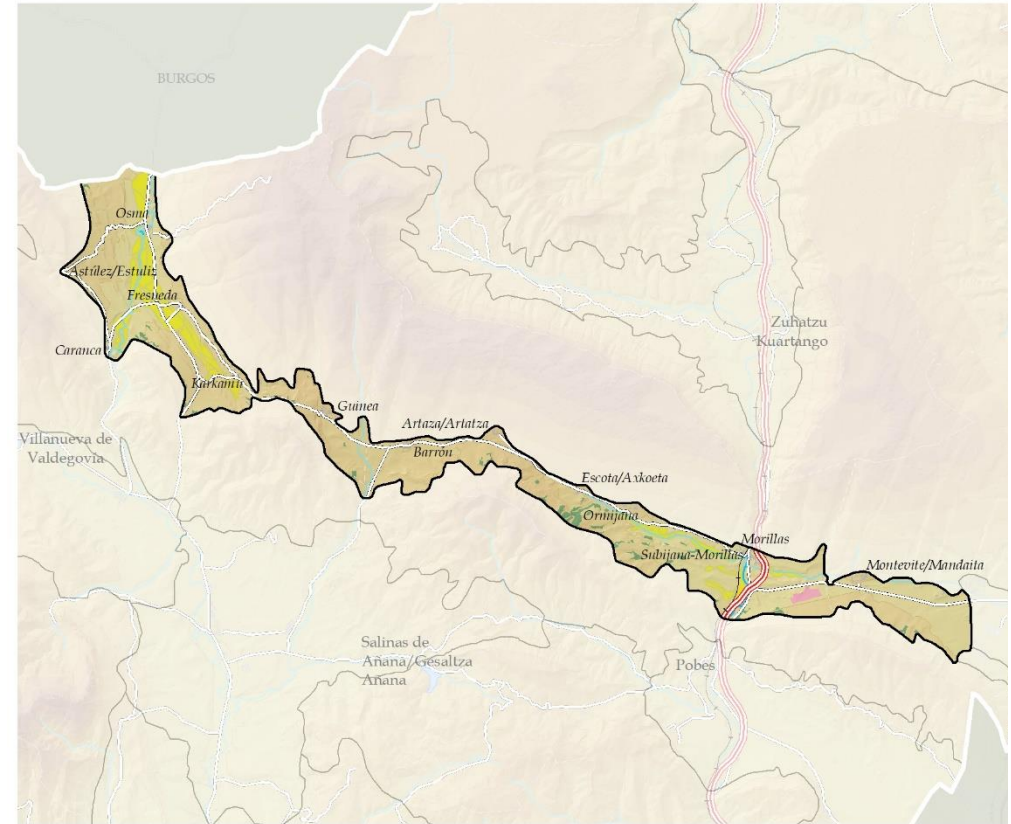 BURGOS
Osma
Astúlez/Estuliz
Fresneda
Zuhatzu
Kuartango
Caranca
Karkamu
Guinea
Artaza/Artatza
Villanueva de
Valdegovía
Barrón
Escota/Axkoeta
Ormijana
Morillas
Subijana-Morillas
Montevite/Mandaita
Salinas de
Añana/Gesaltza
Añana
Pobes